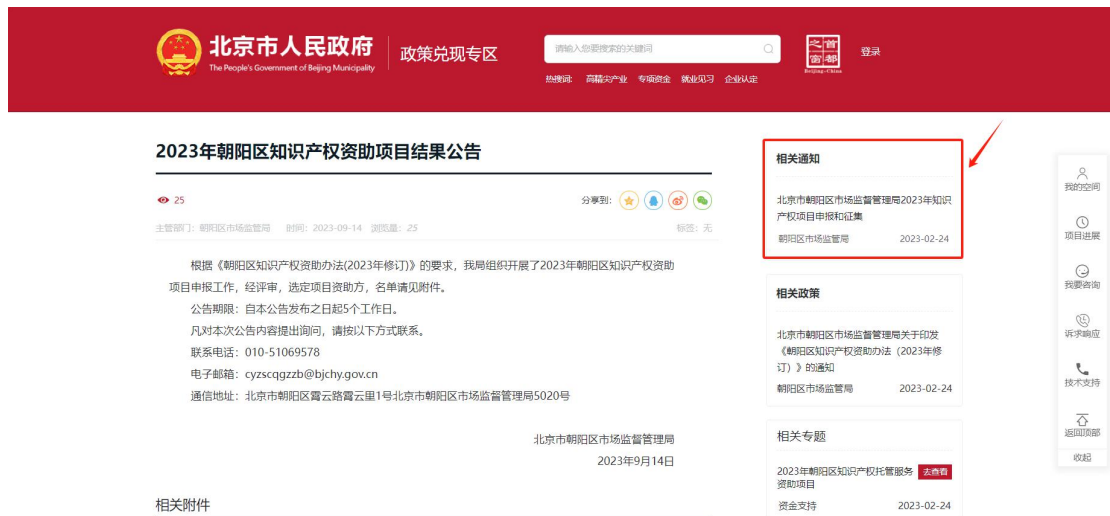 北京市人民政府
The People's Government of Beijing Municipality
政策兑现专区
请输入您要搜索的关键词
热搜词: 高精尖产业 专项资金 就业见习 企业认定
首都之窗
Beijing-China
登录
2023年朝阳区知识产权资助项目结果公告
25
分享到:
主管部门: 朝阳区市场监管局 时间: 2023-09-14 浏览量: 25
标签: 无
根据《朝阳区知识产权资助办法(2023年修订)》的要求，我局组织开展了2023年朝阳区知识产权资助
项目申报工作，经评审，选定项目资助方，名单请见附件。
公告期限：自本公告发布之日起5个工作日。
凡对本次公告内容提出询问，请按以下方式联系。
联系电话：010-51069578
电子邮箱：cyzscqgzzb@bjchy.gov.cn
通信地址：北京市朝阳区霄云路霄云里1号北京市朝阳区市场监督管理局5020号
北京市朝阳区市场监督管理局
2023年9月14日
相关附件
相关通知
北京市朝阳区市场监督管理局2023年知识
产权项目申报和征集
朝阳区市场监管局 2023-02-24
相关政策
北京市朝阳区市场监督管理局关于印发
《朝阳区知识产权资助办法（2023年修
订）》的通知
朝阳区市场监管局 2023-02-24
相关专题
2023年朝阳区知识产权托管服务
资助项目
去查看
资金支持 2023-02-24
我的空间
项目进展
我要咨询
诉求响应
技术支持
返回顶部
收起